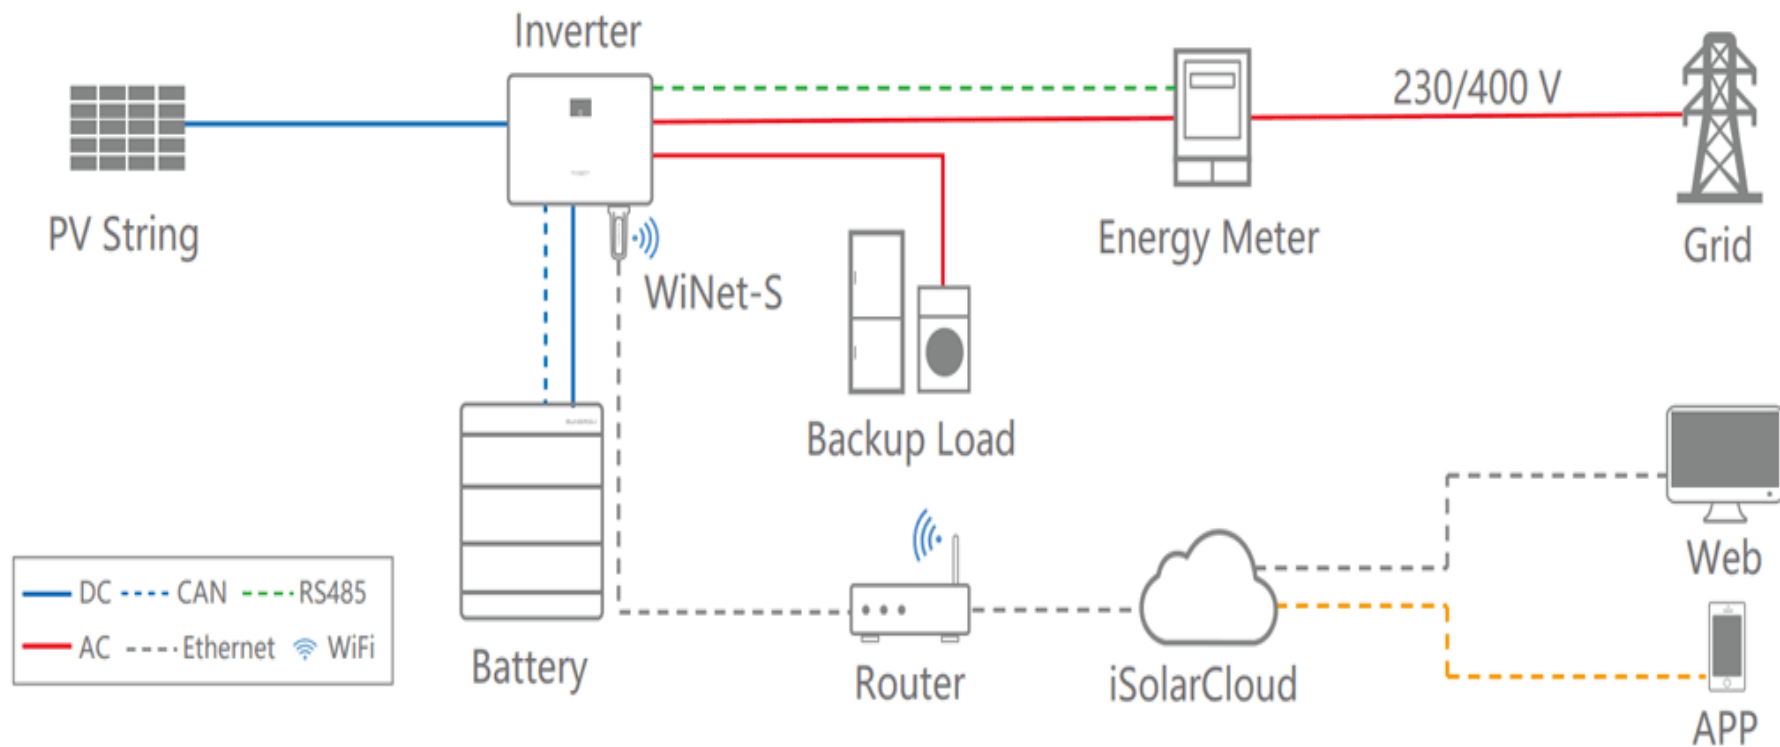 Inverter
230/400 V
PV String
Energy Meter
Grid
WiNet-S
Backup Load
Web
DC CAN RS485
AC Ethernet WiFi
Battery
Router
iSolarCloud
APP